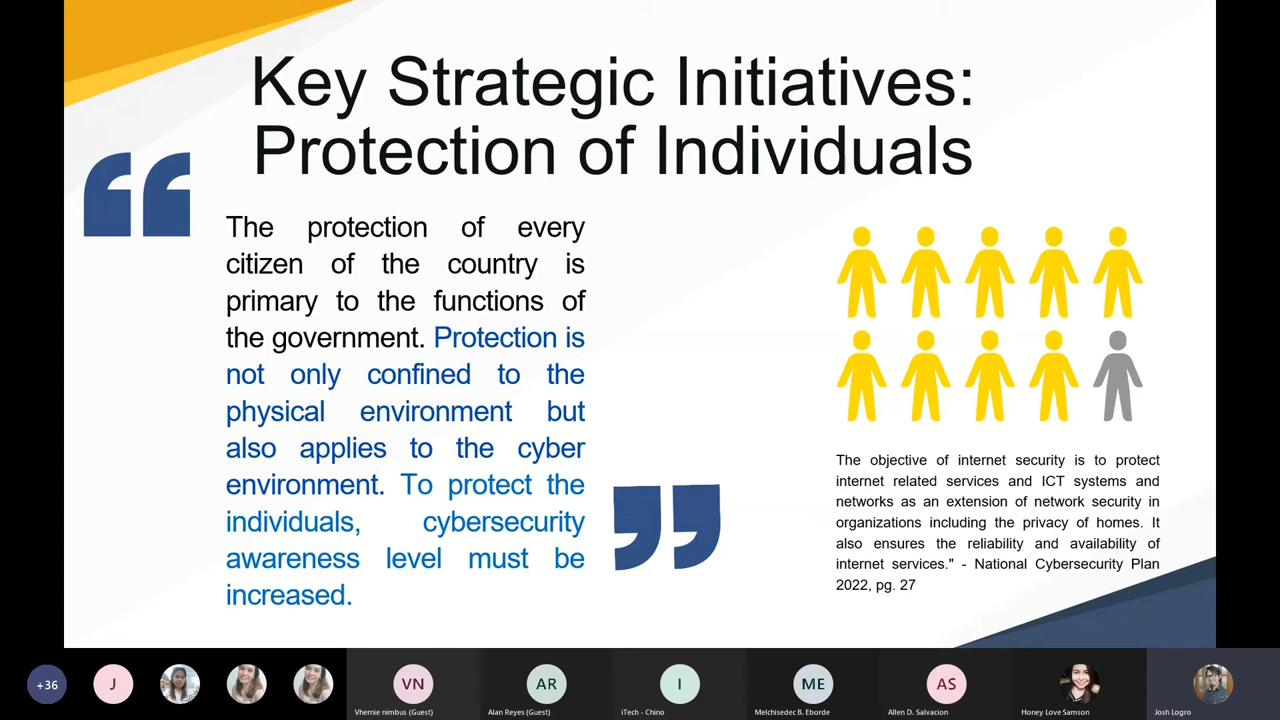 Key Strategic Initiatives:
Protection of Individuals
The protection of every
citizen of the country is
primary to the functions of
the government. Protection is
not only confined to the
physical environment but
also applies to the cyber
environment. To protect the
individuals, cybersecurity
awareness level must be
increased.
The objective of internet security is to protect
internet related services and ICT systems and
networks as an extension of network security in
organizations including the privacy of homes. It
also ensures the reliability and availability of
internet services." - National Cybersecurity Plan
2022, pg. 27
+36
J
VN
AR
I
ME
AS
Vhernie nimbus (Guest)
Alan Reyes (Guest)
iTech - Chino
Melchisedec B. Eborde
Allen D. Salvacion
Honey Love Samson
Josh Logro